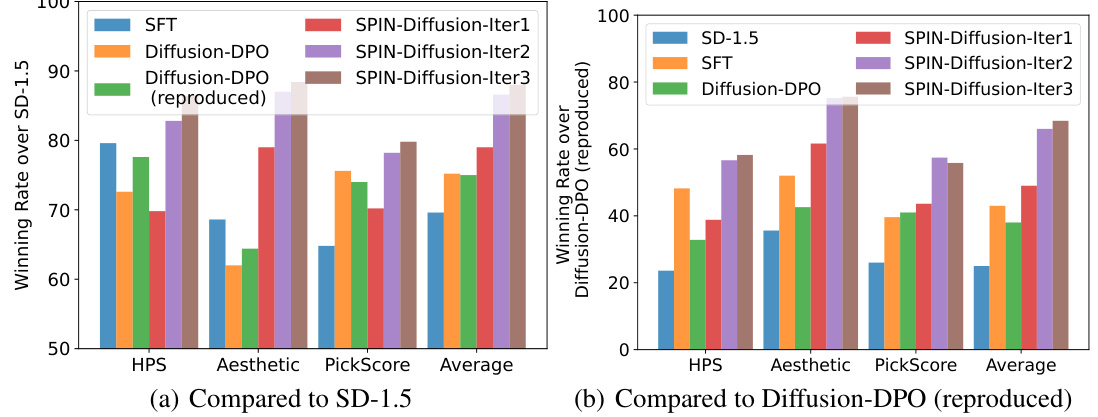 100
90
80
70
60
50
Winning Rate over SD-1.5
SFT
Diffusion-DPO
Diffusion-DPO
(reproduced)
SPIN-Diffusion-Iter1
SPIN-Diffusion-Iter2
SPIN-Diffusion-Iter3
HPS
Aesthetic
PickScore
Average
(a) Compared to SD-1.5
100
80
60
40
20
0
Winning Rate over
Diffusion-DPO (reproduced)
SD-1.5
SFT
Diffusion-DPO
SPIN-Diffusion-Iter1
SPIN-Diffusion-Iter2
SPIN-Diffusion-Iter3
HPS
Aesthetic
PickScore
Average
(b) Compared to Diffusion-DPO (reproduced)